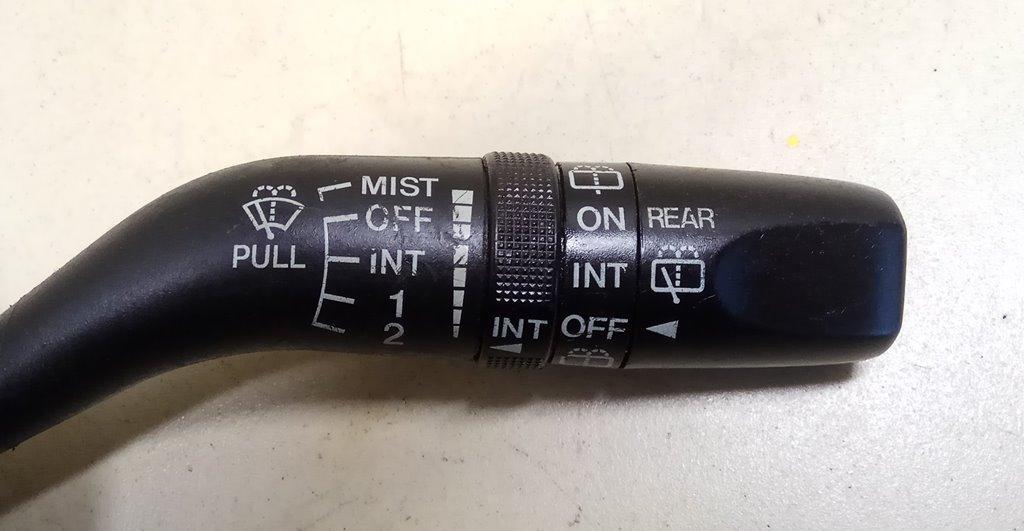 PULL
MIST
OFF
INT
1
2
INT
ON
INT
OFF
REAR